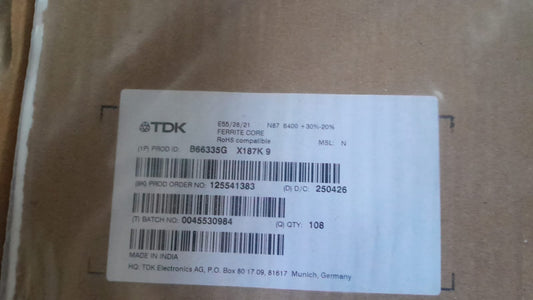 TDK E55/28/21 N87 6400 +30%-20%
FERRITE CORE
RoHS compatible MSL: N
(1P) PROD ID: B66335G X187K 9
(9K) PROD ORDER NO: 125541383 (D) D/C: 250426
(T) BATCH NO: 0045530984 (Q) QTY: 108
MADE IN INDIA
HQ: TDK Electronics AG, P.O. Box 80 17 09, 81617 Munich, Germany